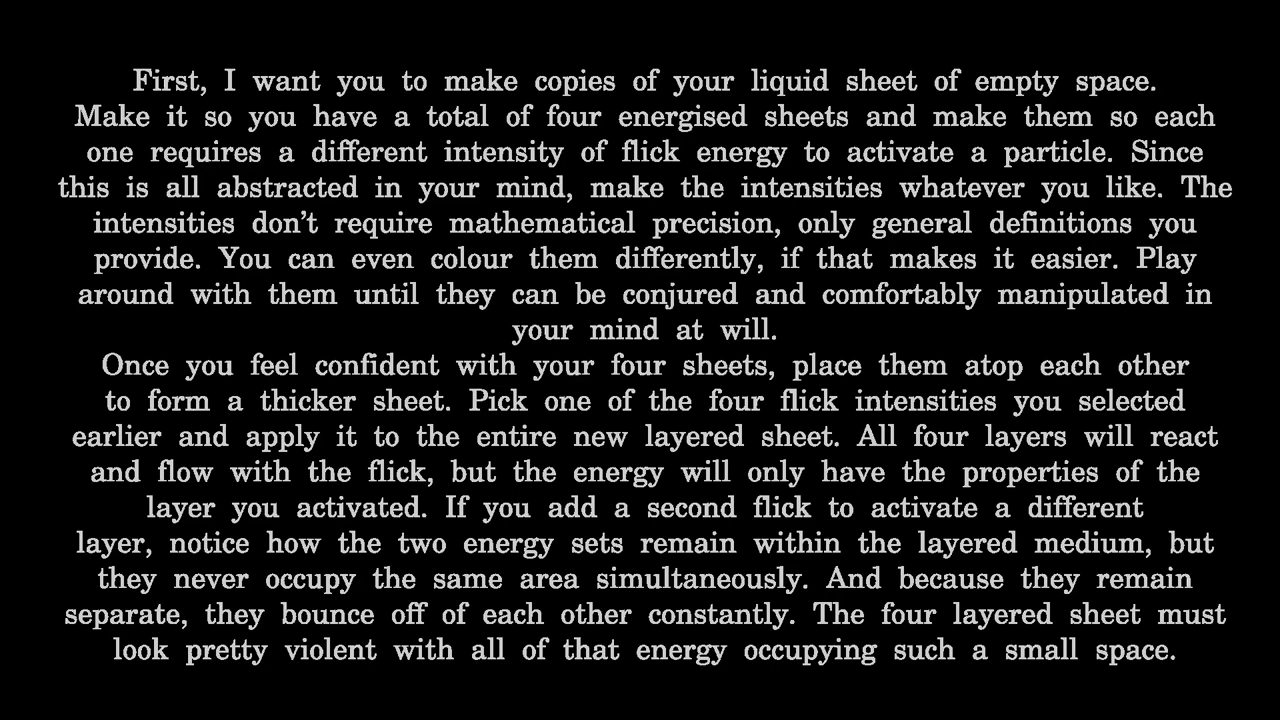 First, I want you to make copies of your liquid sheet of empty space.
Make it so you have a total of four energised sheets and make them so each
one requires a different intensity of flick energy to activate a particle. Since
this is all abstracted in your mind, make the intensities whatever you like. The
intensities don’t require mathematical precision, only general definitions you
provide. You can even colour them differently, if that makes it easier. Play
around with them until they can be conjured and comfortably manipulated in
your mind at will.
Once you feel confident with your four sheets, place them atop each other
to form a thicker sheet. Pick one of the four flick intensities you selected
earlier and apply it to the entire new layered sheet. All four layers will react
and flow with the flick, but the energy will only have the properties of the
layer you activated. If you add a second flick to activate a different
layer, notice how the two energy sets remain within the layered medium, but
they never occupy the same area simultaneously. And because they remain
separate, they bounce off of each other constantly. The four layered sheet must
look pretty violent with all of that energy occupying such a small space.